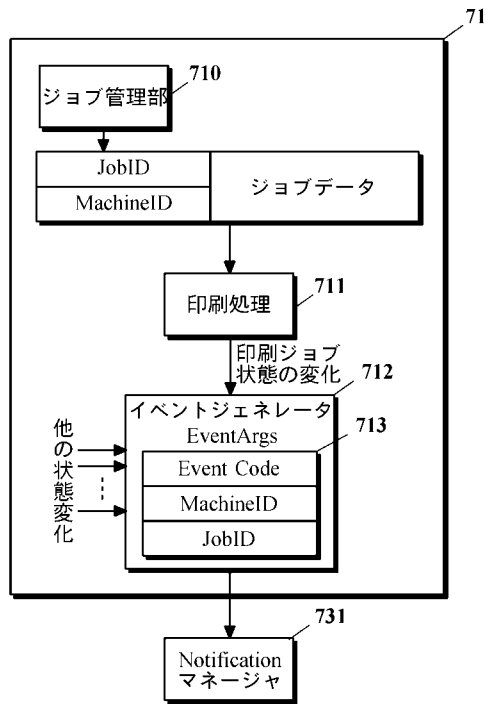 71
710
ジョブ管理部
JobID
MachineID
ジョブデータ
711
印刷処理
印刷ジョブ
状態の変化
712
イベントジェネレータ
EventArgs
713
Event Code
MachineID
JobID
他の状態変化
731
Notification
マネージャ